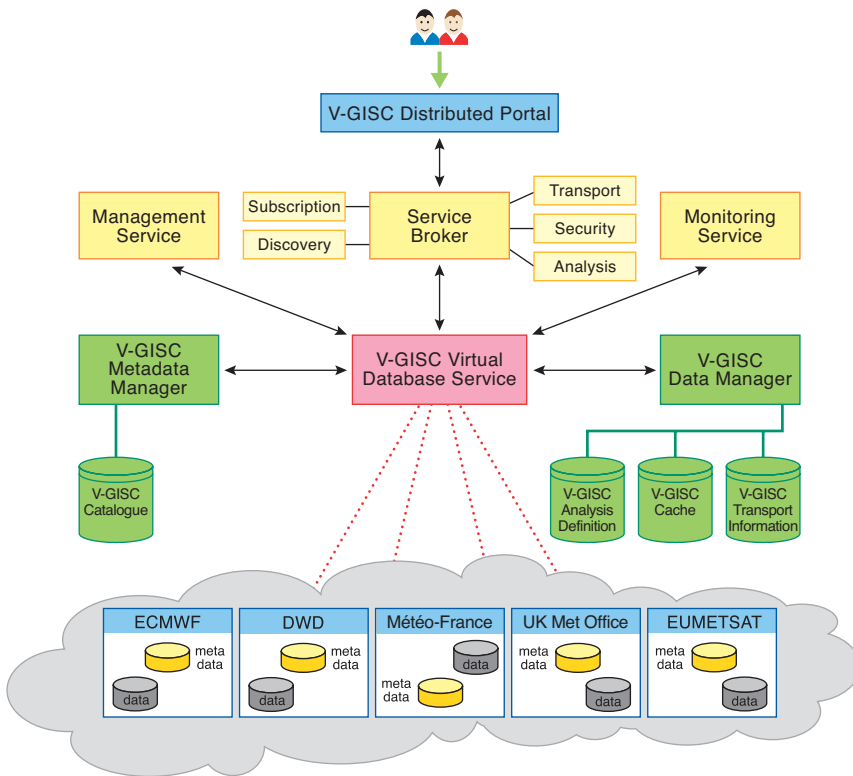 V-GISC Distributed Portal
Management
Service
Subscription
Discovery
Service
Broker
Transport
Security
Analysis
Monitoring
Service
V-GISC
Metadata
Manager
V-GISC Virtual
Database Service
V-GISC
Data Manager
V-GISC
Catalogue
V-GISC
Analysis
Definition
V-GISC
Cache
V-GISC
Transport
Information
ECMWF
meta
data
data
DWD
meta
data
data
Météo-France
data
meta
data
UK Met Office
meta
data
data
EUMETSAT
meta
data
data